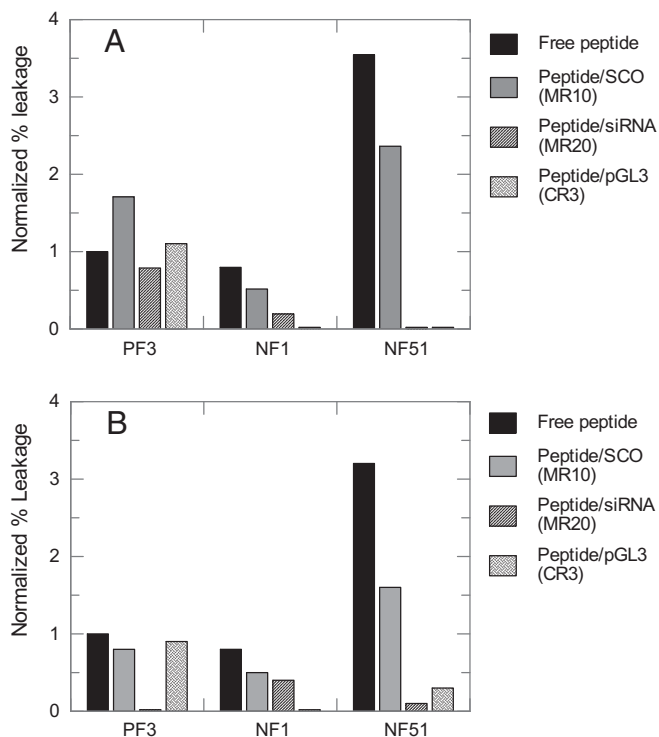 A
Normalized % leakage
4
3
2
1
0
PF3 NF1 NF51
Free peptide
Peptide/SCO
(MR10)
Peptide/siRNA
(MR20)
Peptide/pGL3
(CR3)
B
Normalized % Leakage
4
3
2
1
0
PF3 NF1 NF51
Free peptide
Peptide/SCO
(MR10)
Peptide/siRNA
(MR20)
Peptide/pGL3
(CR3)